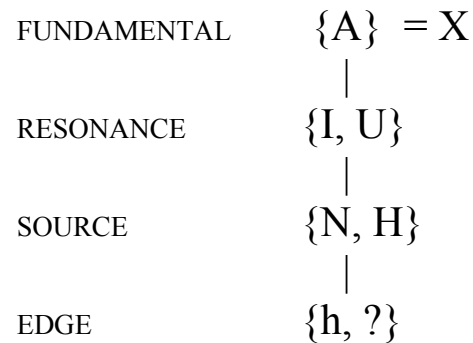 FUNDAMENTAL {A} = X
RESONANCE {I, U}
SOURCE {N, H}
EDGE {h, ?}